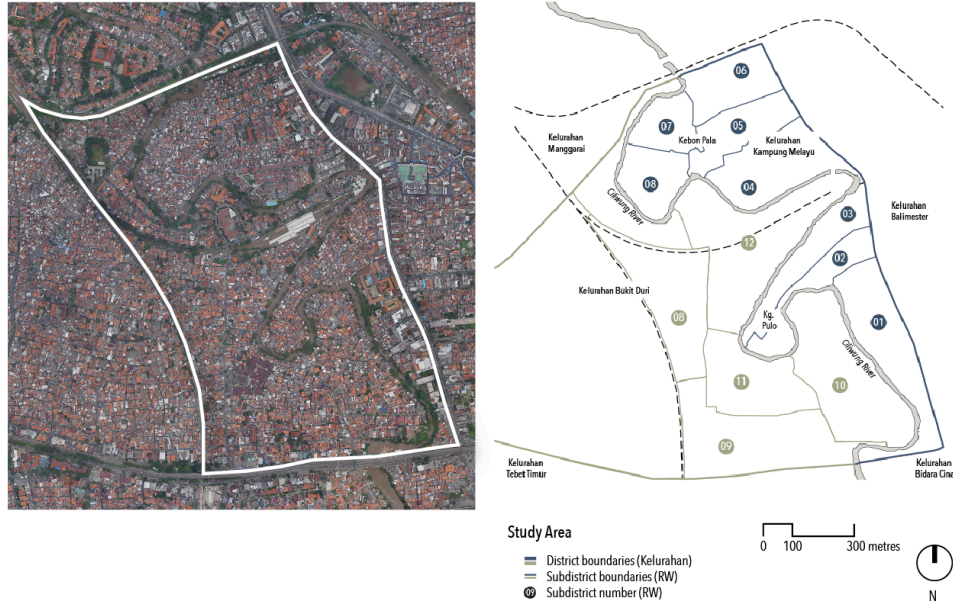 06
07
05
Kelurahan
Manggarai
Kebon Pala
Kelurahan
Kampung Melayu
08
04
Ciliwung River
03
Kelurahan
Balimester
12
02
Kelurahan Bukit Duri
08
Kg.
Pulo
01
Ciliwung River
11
10
09
Kelurahan
Tebet Timur
Kelurahan
Bidara Cina
Study Area
0 100 300 metres
District boundaries (Kelurahan)
Subdistrict boundaries (RW)
09 Subdistrict number (RW)
N